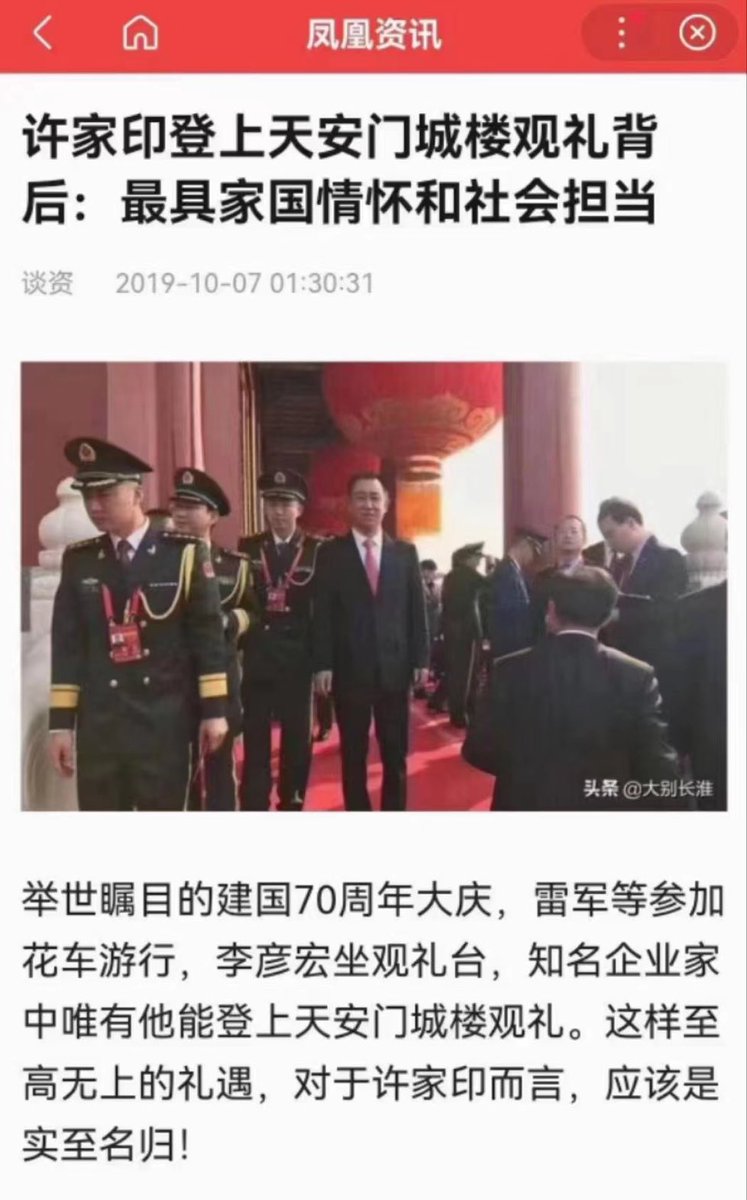 凤凰资讯
许家印登上天安门城楼观礼背
后：最具家国情怀和社会担当
谈资 2019-10-07 01:30:31
头条 @大别长淮
举世瞩目的建国70周年大庆，雷军等参加
花车游行，李彦宏坐观礼台，知名企业家
中唯有他能登上天安门城楼观礼。这样至
高无上的礼遇，对于许家印而言，应该是
实至名归！